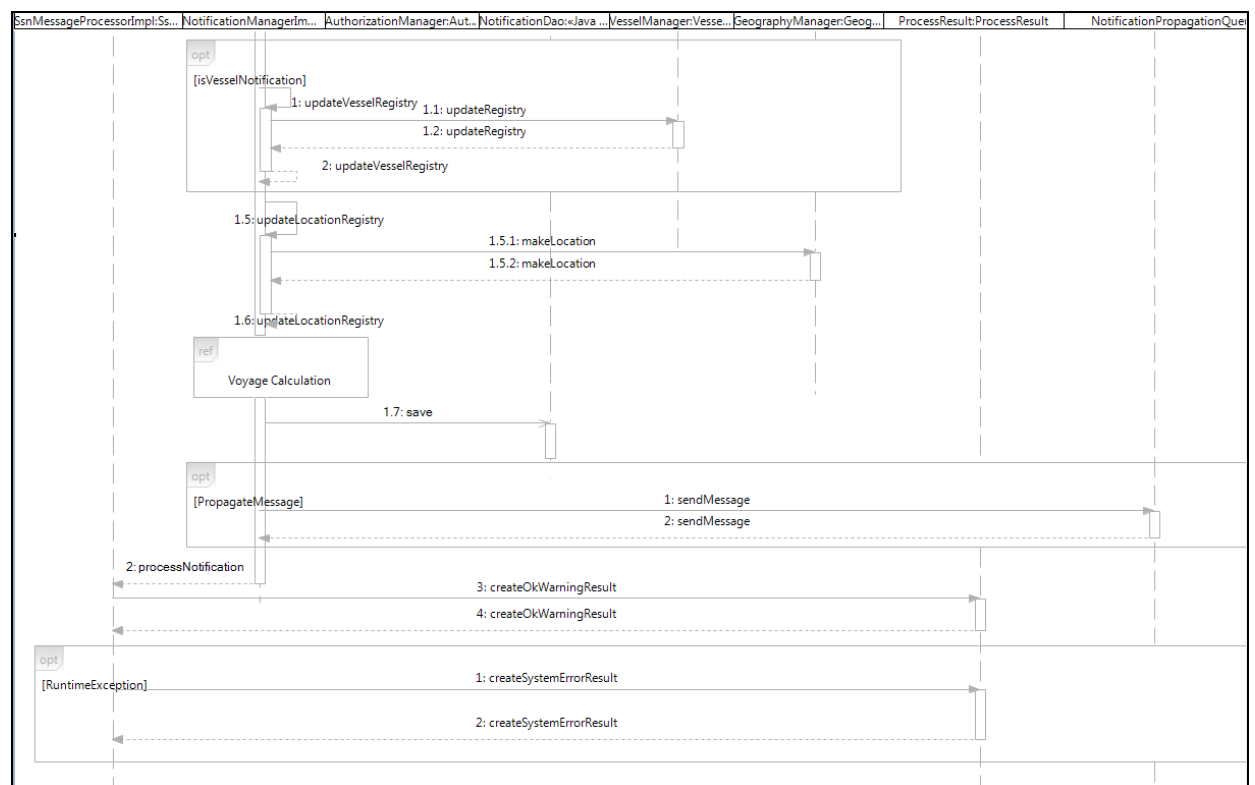 SsnMessageProcessorImpl:Ss... NotificationManagerIm... AuthorizationManager:Aut... NotificationDao:«Java ... VesselManager:Vesse... GeographyManager:Geog... ProcessResult:ProcessResult NotificationPropagationQueu
opt
[isVesselNotification]
1: updateVesselRegistry
1.1: updateRegistry
1.2: updateRegistry
2: updateVesselRegistry
1.5: updateLocationRegistry
1.5.1: makeLocation
1.5.2: makeLocation
1.6: updateLocationRegistry
ref
Voyage Calculation
1.7: save
opt
[PropagateMessage]
1: sendMessage
2: sendMessage
2: processNotification
3: createOkWarningResult
4: createOkWarningResult
opt
[RuntimeException]
1: createSystemErrorResult
2: createSystemErrorResult